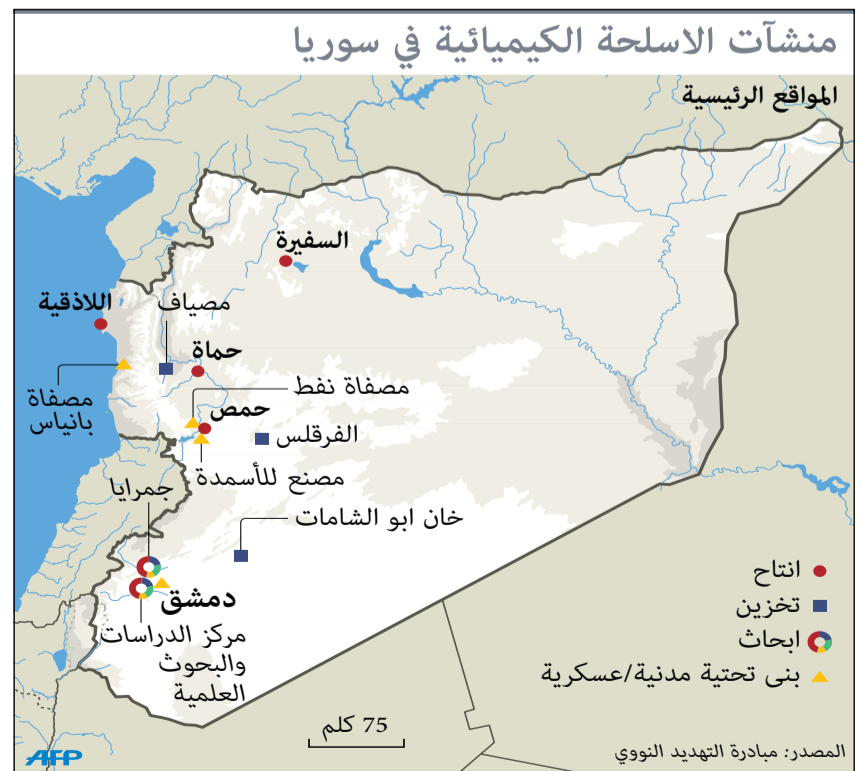 منشآت الاسلحة الكيميائية في سوريا
المواقع الرئيسية
السفيرة
اللاذقية
مصياف
حماة
مصفاة نفط
مصفاة
بانياس
حمص
الفرقلس
مصنع للأسمدة
جمرايا
خان ابو الشامات
دمشق
مركز الدراسات
والبحوث
العلمية
انتاح
تخزين
ابحاث
بنى تحتية مدنية/عسكرية
75 كلم
المصدر: مبادرة التهديد النووي
AFP